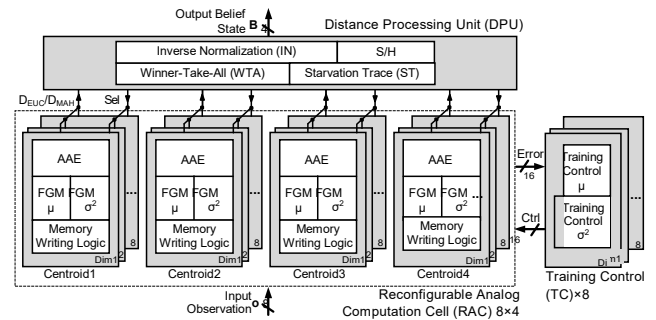 Output Belief
State B 4
Distance Processing Unit (DPU)
Inverse Normalization (IN)
S/H
Winner-Take-All (WTA)
Starvation Trace (ST)
DEUC/DMAH
Sel
AAE
FGM μ
FGM σ2
Memory
Writing Logic
Dim1
2
8
...
Centroid1
AAE
FGM μ
FGM σ2
Memory
Writing Logic
Dim1
2
8
...
Centroid2
AAE
FGM μ
FGM σ2
Memory
Writing Logic
Dim1
2
8
...
Centroid3
AAE
FGM μ
FGM σ2
...
Memory
Writing Logic
Dim1
2
8
Centroid4
Error
16
Ctrl
16
Training
Control
μ
Training
Control
σ2
...
8
Training Control
(TC)×8
Input
Observation o
Reconfigurable Analog
Computation Cell (RAC) 8×4